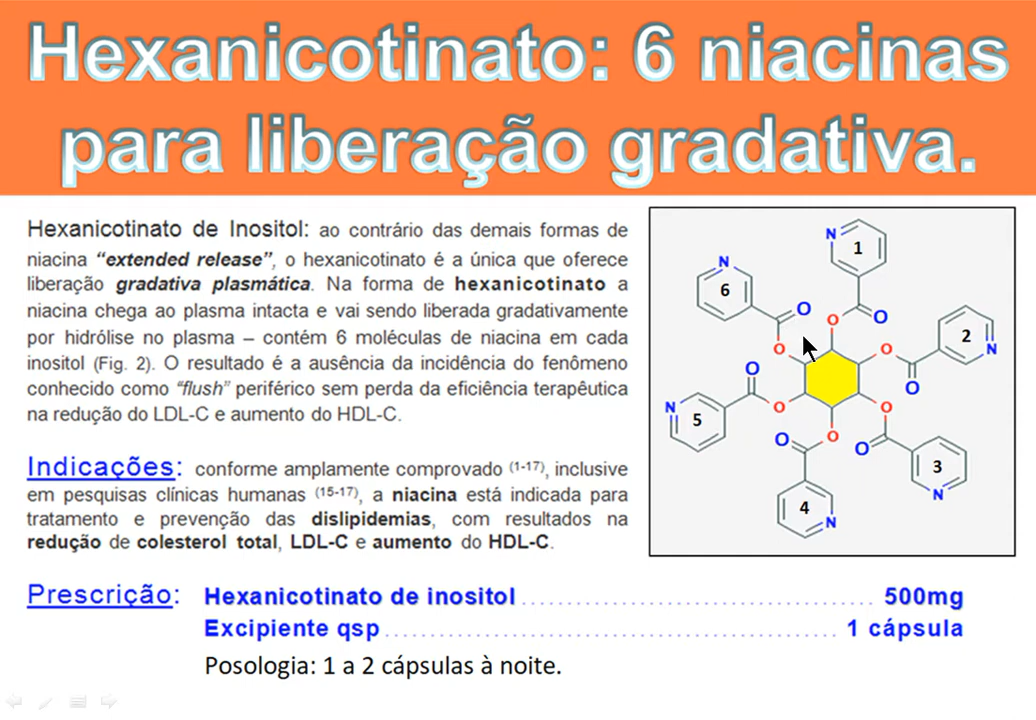 Hexanicotinato: 6 niacinas
para liberação gradativa.
Hexanicotinato de Inositol: ao contrário das demais formas de
niacina “extended release”, o hexanicotinato é a única que oferece
liberação gradativa plasmática. Na forma de hexanicotinato a
niacina chega ao plasma intacta e vai sendo liberada gradativamente
por hidrólise no plasma – contém 6 moléculas de niacina em cada
inositol (Fig. 2). O resultado é a ausência da incidência do fenômeno
conhecido como “flush” periférico sem perda da eficiência terapêutica
na redução do LDL-C e aumento do HDL-C.
Indicações: conforme amplamente comprovado (1-17), inclusive
em pesquisas clínicas humanas (15-17), a niacina está indicada para
tratamento e prevenção das dislipidemias, com resultados na
redução de colesterol total, LDL-C e aumento do HDL-C.
N 1
N
6
O
O O
O
2
O O N
O
O
N 5 O O
O O O
3
4 N
N
Prescrição: Hexanicotinato de inositol........................................ 500mg
Excipiente qsp.................................................... 1 cápsula
Posologia: 1 a 2 cápsulas à noite.